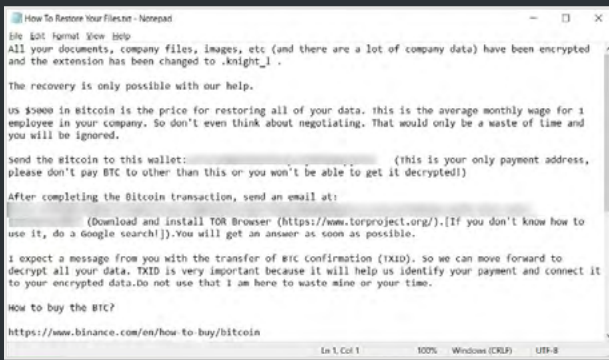 How To Restore Your Files.txt - Notepad
File Edit Format View Help
All your documents, company files, images, etc (and there are a lot of company data) have been encrypted
and the extension has been changed to .knight_l .
The recovery is only possible with our help.
US $5000 in Bitcoin is the price for restoring all of your data. This is the average monthly wage for 1
employee in your company. So don't even think about negotiating. That would only be a waste of time and
you will be ignored.
Send the Bitcoin to this wallet: (This is your only payment address,
please don't pay BTC to other than this or you won't be able to get it decrypted!)
After completing the Bitcoin transaction, send an email at:
(Download and install TOR Browser (https://www.torproject.org/).[If you don't know how to
use it, do a Google search!]).You will get an answer as soon as possible.
I expect a message from you with the transfer of BTC Confirmation (TXID). So we can move forward to
decrypt all your data. TXID is very important because it will help us identify your payment and connect it
to your encrypted data.Do not use that I am here to waste mine or your time.
How to buy the BTC?
https://www.binance.com/en/how-to-buy/bitcoin
Ln 1, Col 1 100% Windows (CRLF) UTF-8